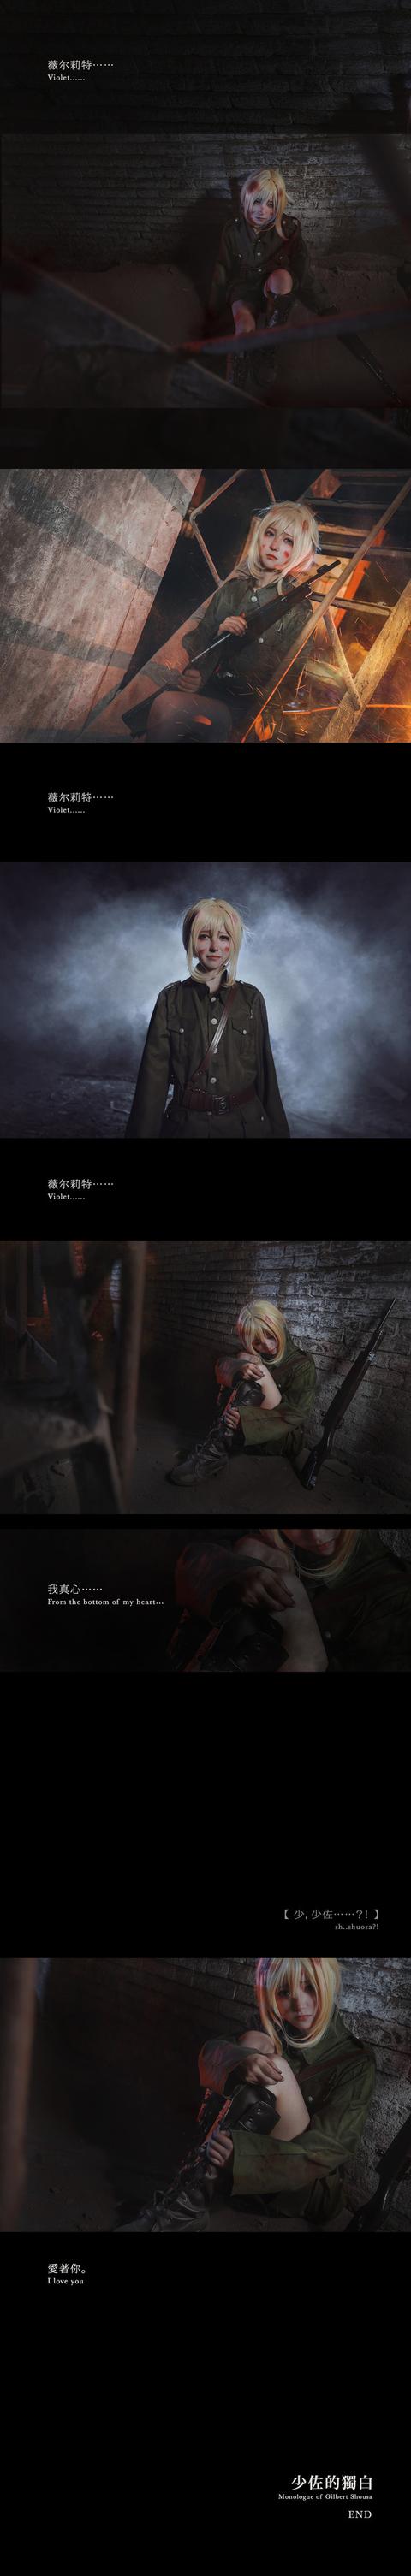 薇尔莉特……
Violet......
薇尔莉特……
Violet......
薇尔莉特……
Violet......
我真心……
From the bottom of my heart...
【 少，少佐……？！ 】
sh..shuosa?!
愛著你。
I love you
少佐的獨白
Monologue of Gilbert Shousa
END